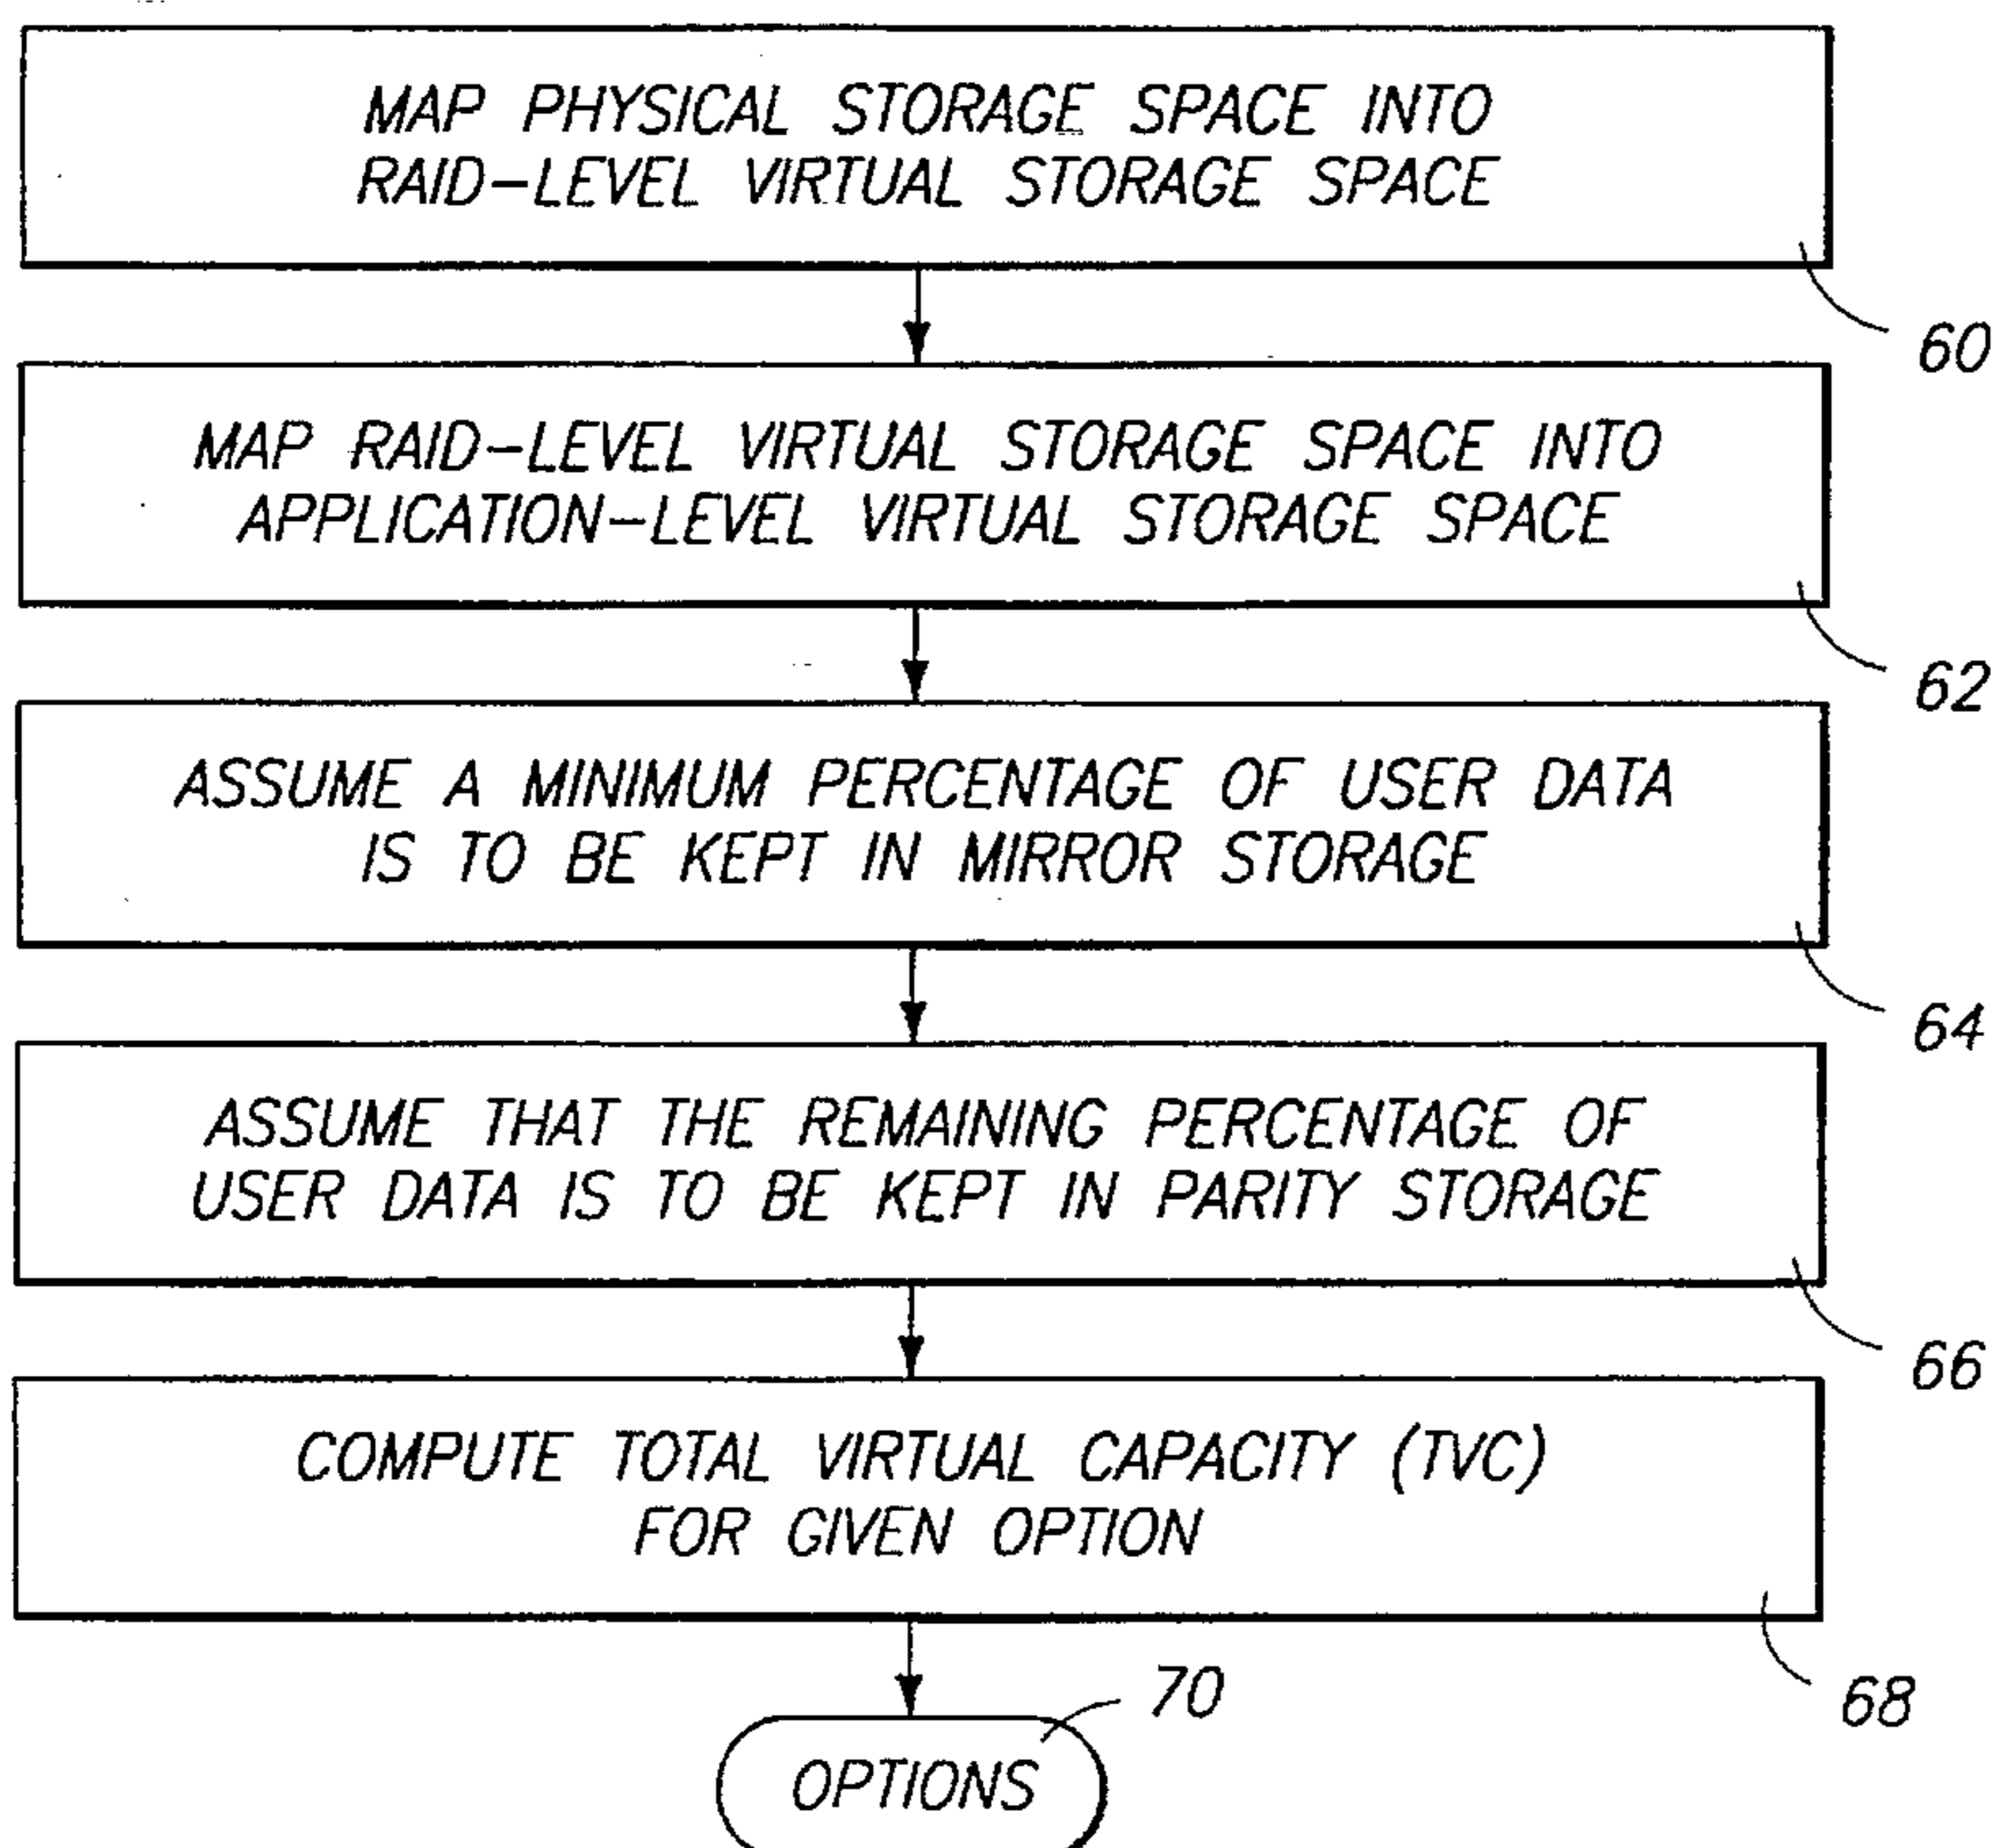 MAP PHYSICAL STORAGE SPACE INTO
RAID-LEVEL VIRTUAL STORAGE SPACE
60
MAP RAID-LEVEL VIRTUAL STORAGE SPACE INTO
APPLICATION-LEVEL VIRTUAL STORAGE SPACE
62
ASSUME A MINIMUM PERCENTAGE OF USER DATA
IS TO BE KEPT IN MIRROR STORAGE
64
ASSUME THAT THE REMAINING PERCENTAGE OF
USER DATA IS TO BE KEPT IN PARITY STORAGE
66
COMPUTE TOTAL VIRTUAL CAPACITY (TVC)
FOR GIVEN OPTION
68
70
OPTIONS